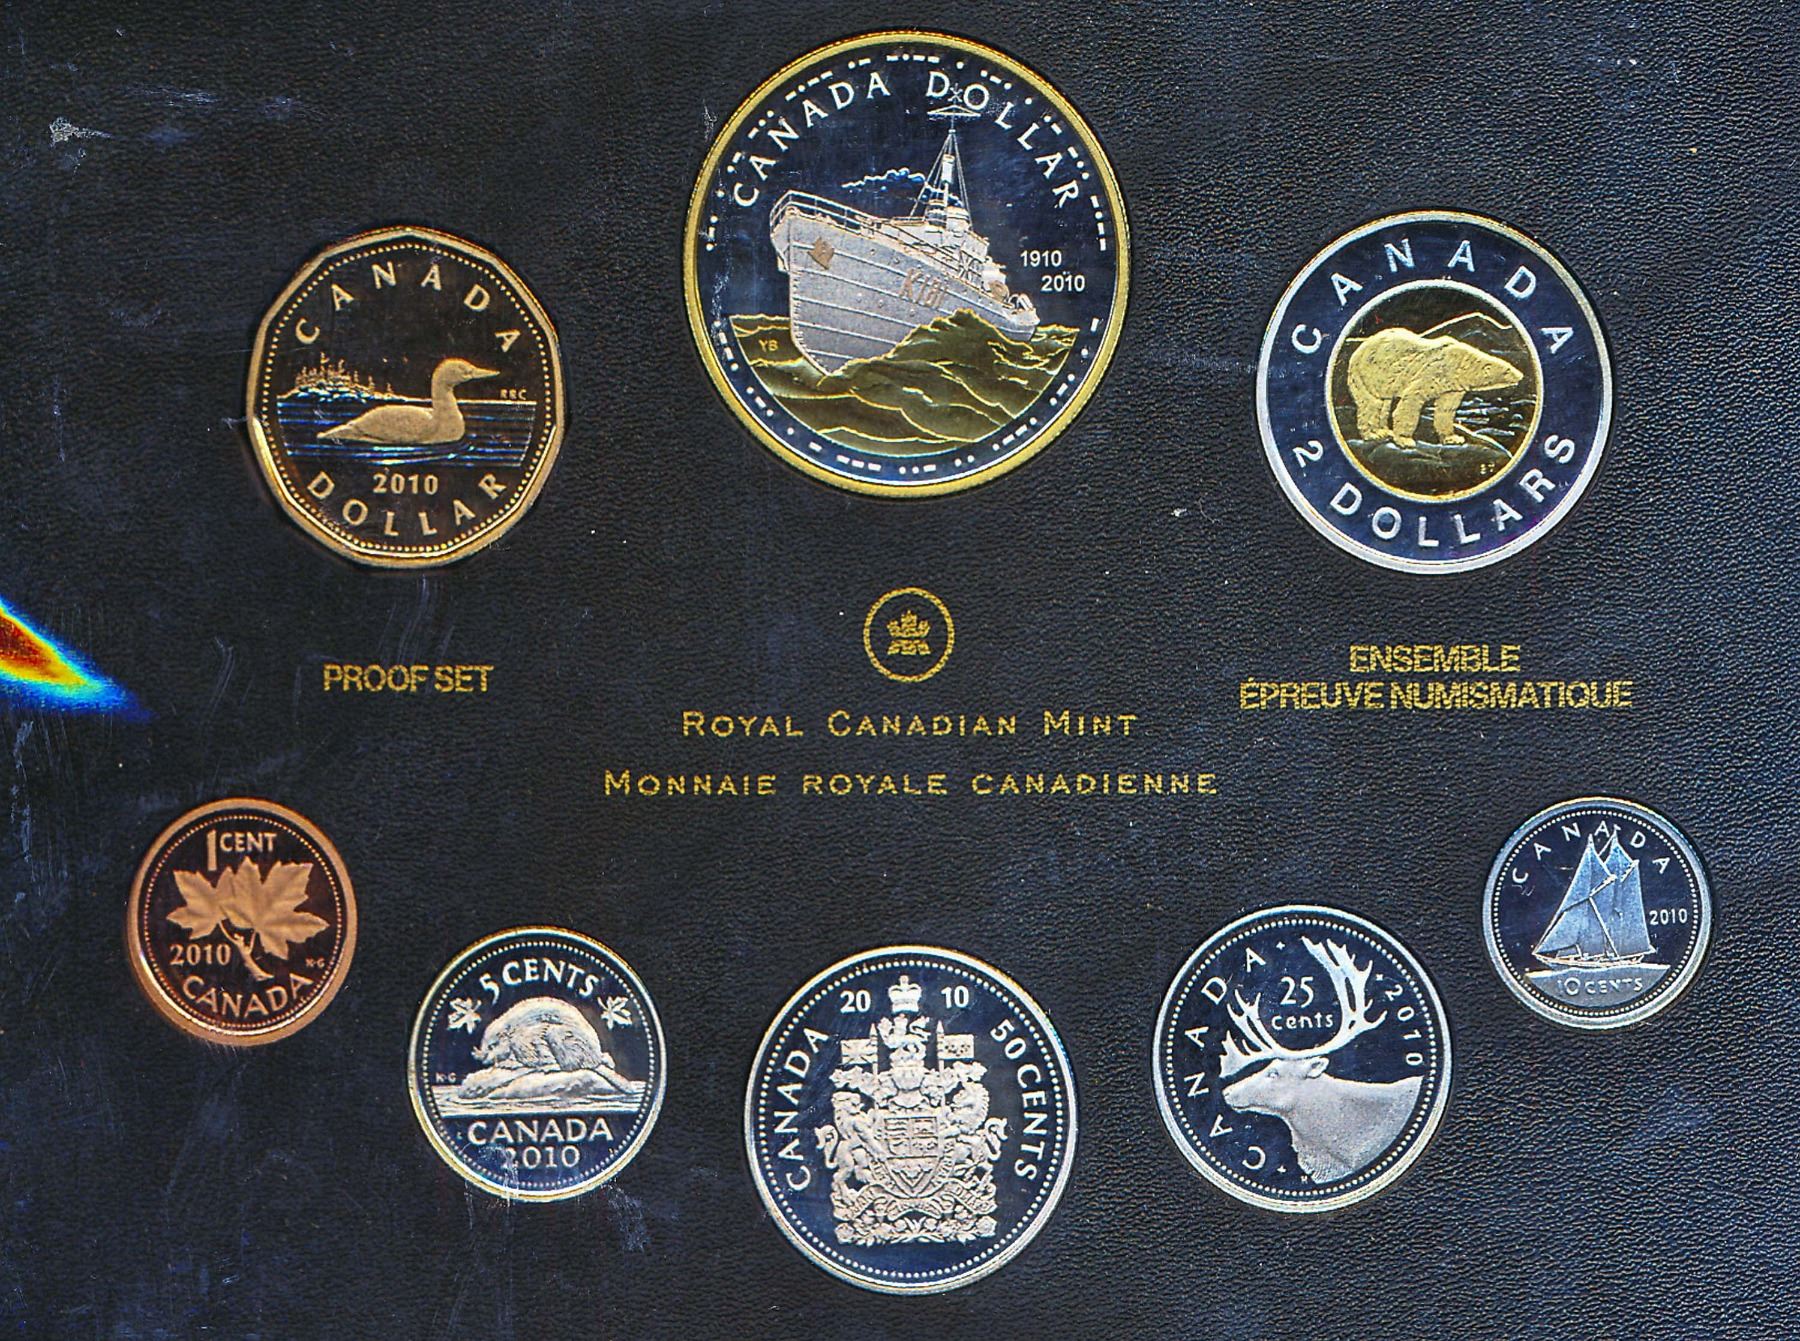 CANADA DOLLAR
1910
2010
K181
YB
CANADA
RRC
2010
DOLLAR
CANADA
2 DOLLARS
PROOF SET
ENSEMBLE
ÉPREUVE NUMISMATIQUE
ROYAL CANADIAN MINT
MONNAIE ROYALE CANADIENNE
1 CENT
2010
N·G
CANADA
5 CENTS
N·G
CANADA
2010
20 10
CANADA
50 CENTS
CANADA
25
cents
2010
H
CANADA
2010
10 CENTS